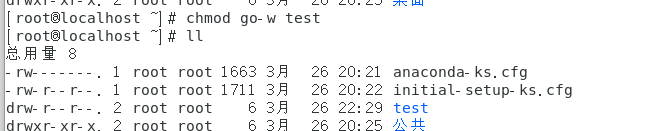 drwxr-xr-x. 2 root root    6 3月  26 20:25 桌面
[root@localhost ~]# chmod go-w test
[root@localhost ~]# ll
总用量 8
-rw-------. 1 root root 1663 3月  26 20:21 anaconda-ks.cfg
-rw-r--r--. 1 root root 1711 3月  26 20:22 initial-setup-ks.cfg
drw-r--r--. 2 root root    6 3月  26 22:29 test
drwxr-xr-x. 2 root root    6 3月  26 20:25 公共